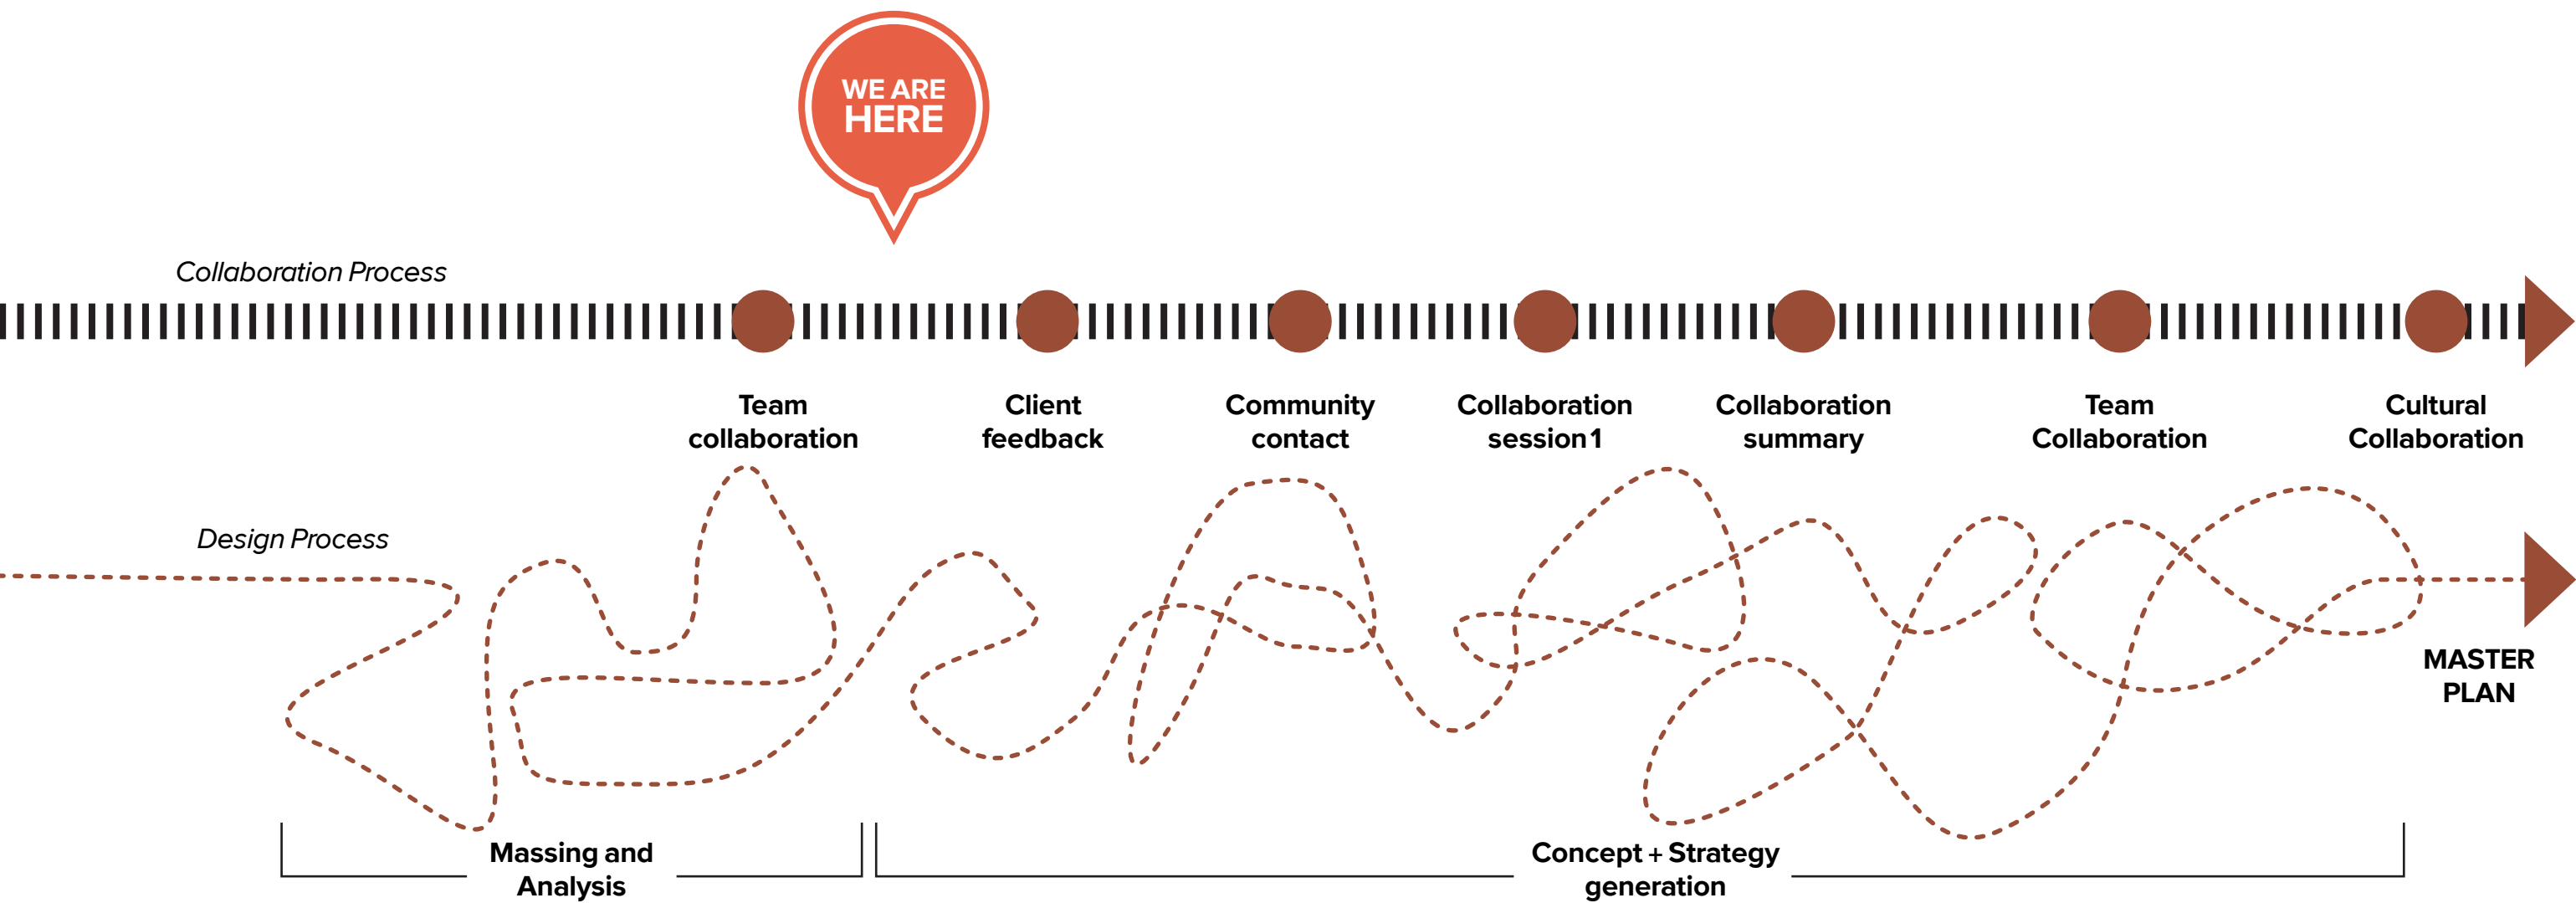 WE ARE
HERE
Collaboration Process
Team
collaboration
Client
feedback
Community
contact
Collaboration
session 1
Collaboration
summary
Team
Collaboration
Cultural
Collaboration
Design Process
MASTER
PLAN
Massing and
Analysis
Concept + Strategy
generation